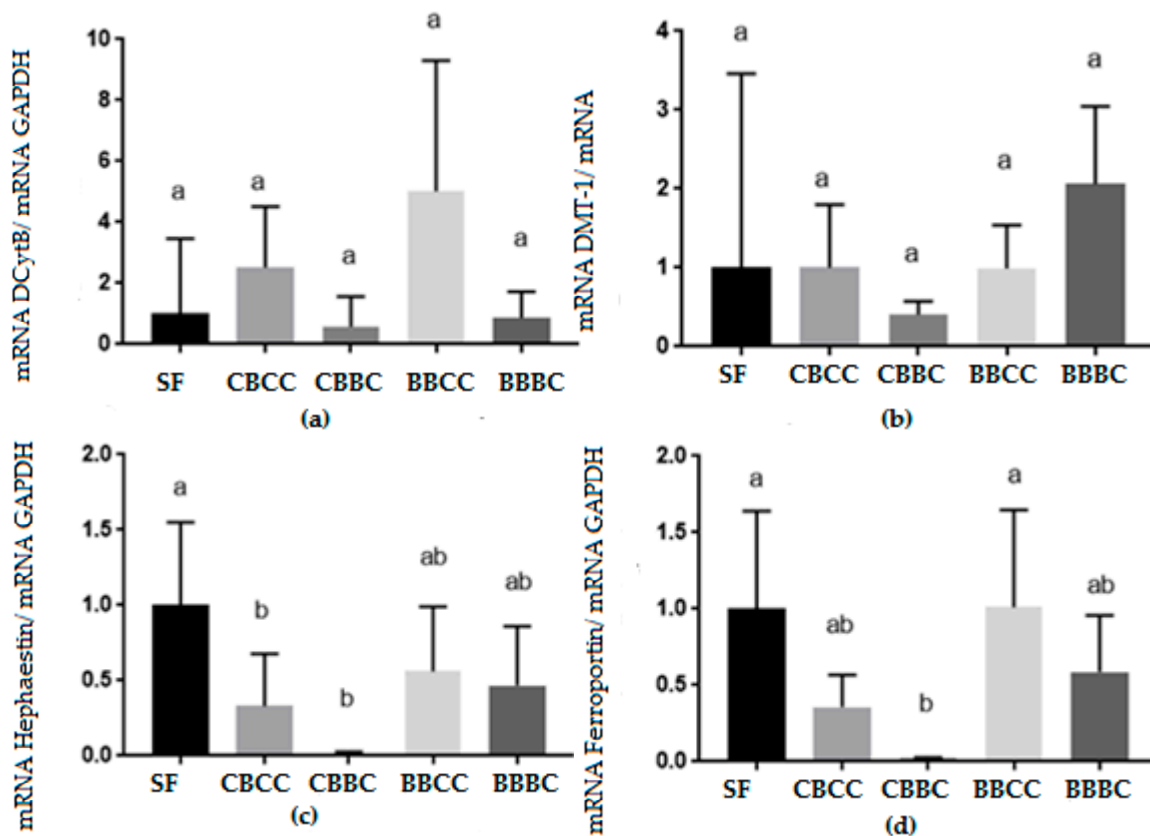 mRNA DCytB/ mRNA GAPDH
10
8
6
4
2
0
a
a
a
a
a
SF
CBCC
CBBC
BBCC
BBBC
(a)
mRNA DMT-1/ mRNA
4
3
2
1
0
a
a
a
a
a
SF
CBCC
CBBC
BBCC
BBBC
(b)
mRNA Hephaestin/ mRNA GAPDH
2.0
1.5
1.0
0.5
0.0
a
b
b
ab
ab
SF
CBCC
CBBC
BBCC
BBBC
(c)
mRNA Ferroportin/ mRNA GAPDH
2.0
1.5
1.0
0.5
0.0
a
ab
b
a
ab
SF
CBCC
CBBC
BBCC
BBBC
(d)